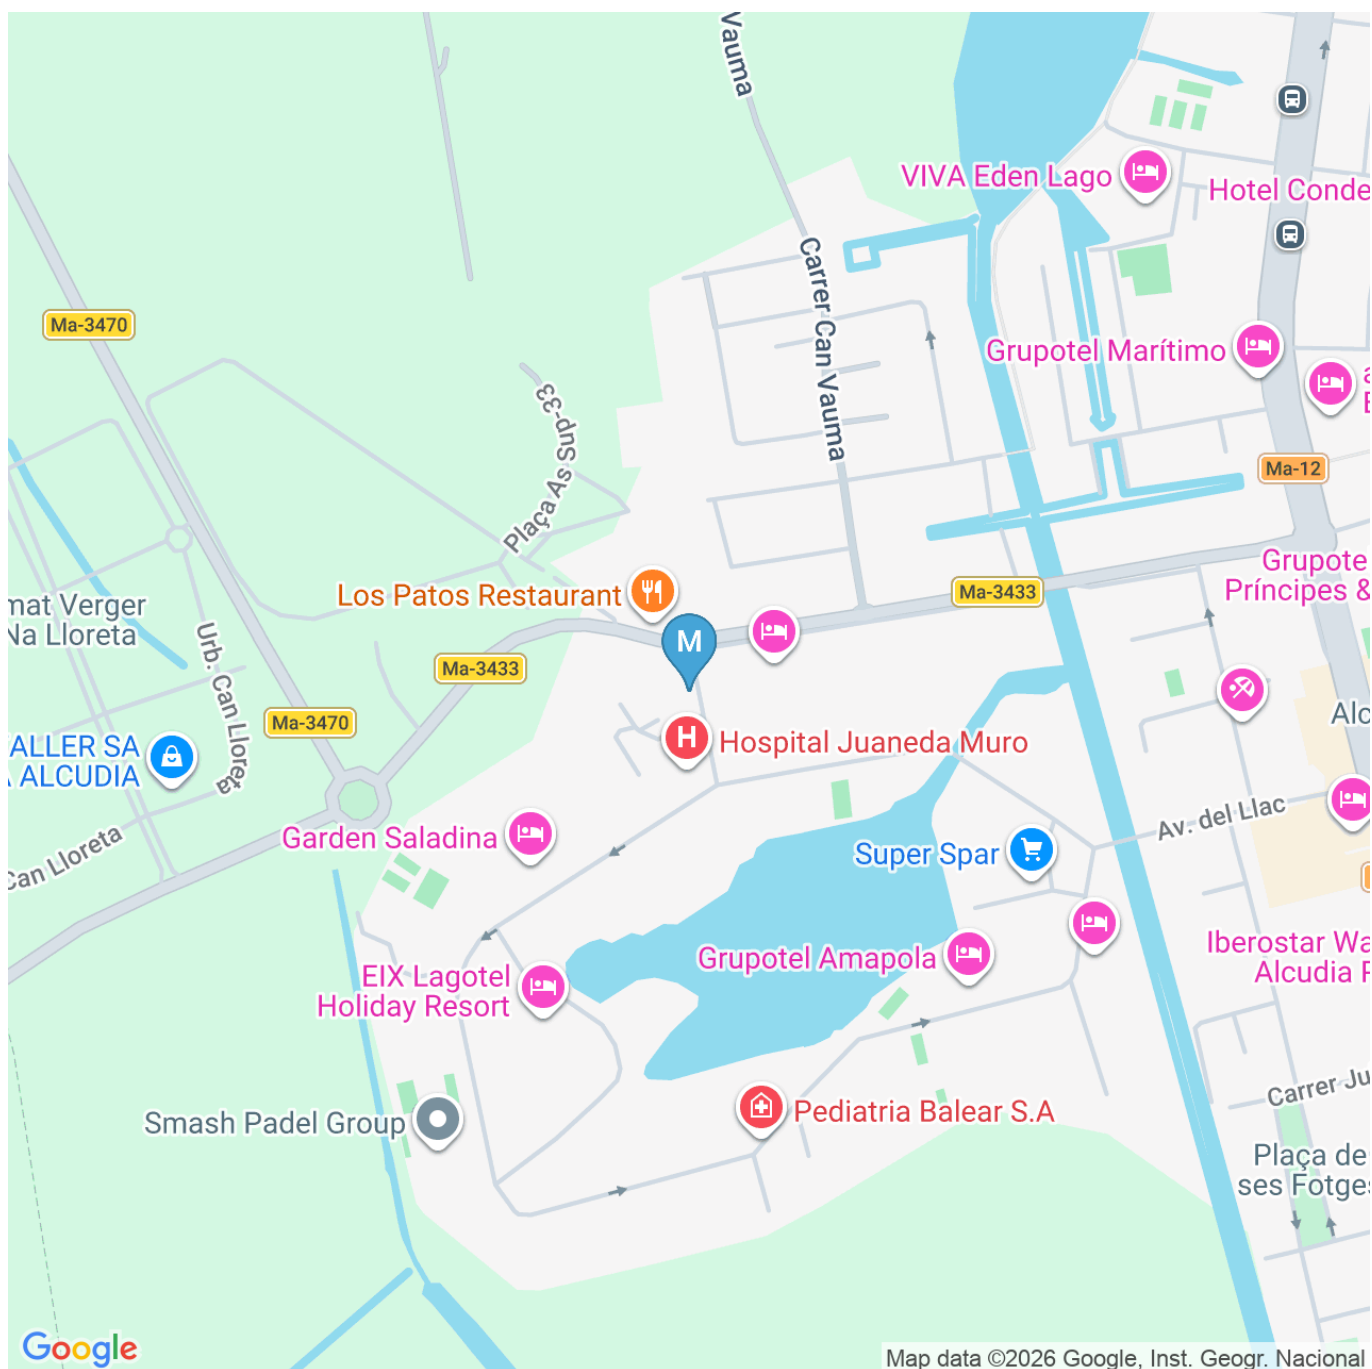 Vauma
VIVA Eden Lago
Hotel Conde
Carrer Can Vauma
Ma-3470
Grupotel Marítimo
Plaça As Sup-33
Ma-12
Los Patos Restaurant
Ma-3433
Grupote
Príncipes &
mat Verger
Na Lloreta
M
Urb. Can Lloreta
Ma-3433
Ma-3470
H
Hospital Juaneda Muro
Alc
ALLER SA
ALCUDIA
Garden Saladina
Av. del Llac
Super Spar
Can Lloreta
Grupotel Amapola
Iberostar Wa
Alcudia P
EIX Lagotel
Holiday Resort
Carrer Ju
Smash Padel Group
Pediatria Balear S.A
Plaça de
ses Fotges
Google
Map data ©2026 Google, Inst. Geogr. Nacional